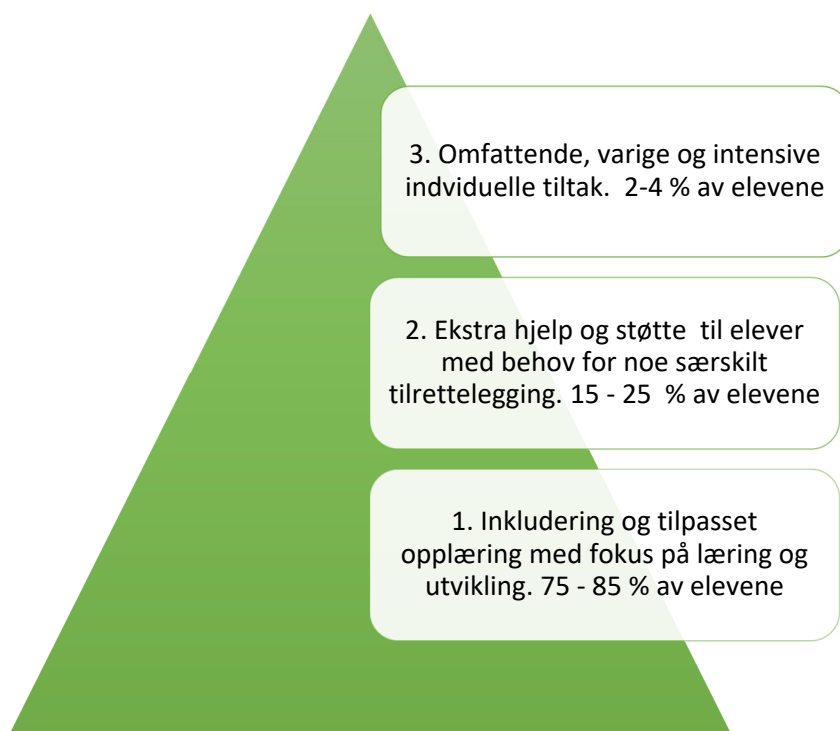 3. Omfattende, varige og intensive
indviduelle tiltak.  2-4 % av elevene
2. Ekstra hjelp og støtte  til elever
med behov for noe særskilt
tilrettelegging. 15 - 25  % av elevene
1. Inkludering og tilpasset
opplæring med fokus på læring og
utvikling. 75 - 85 % av elevene